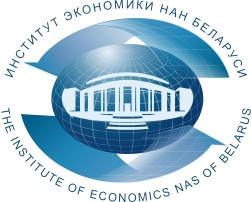 ИНСТИТУТ ЭКОНОМИКИ НАН БЕЛАРУСИ
THE INSTITUTE OF ECONOMICS NAS OF BELARUS